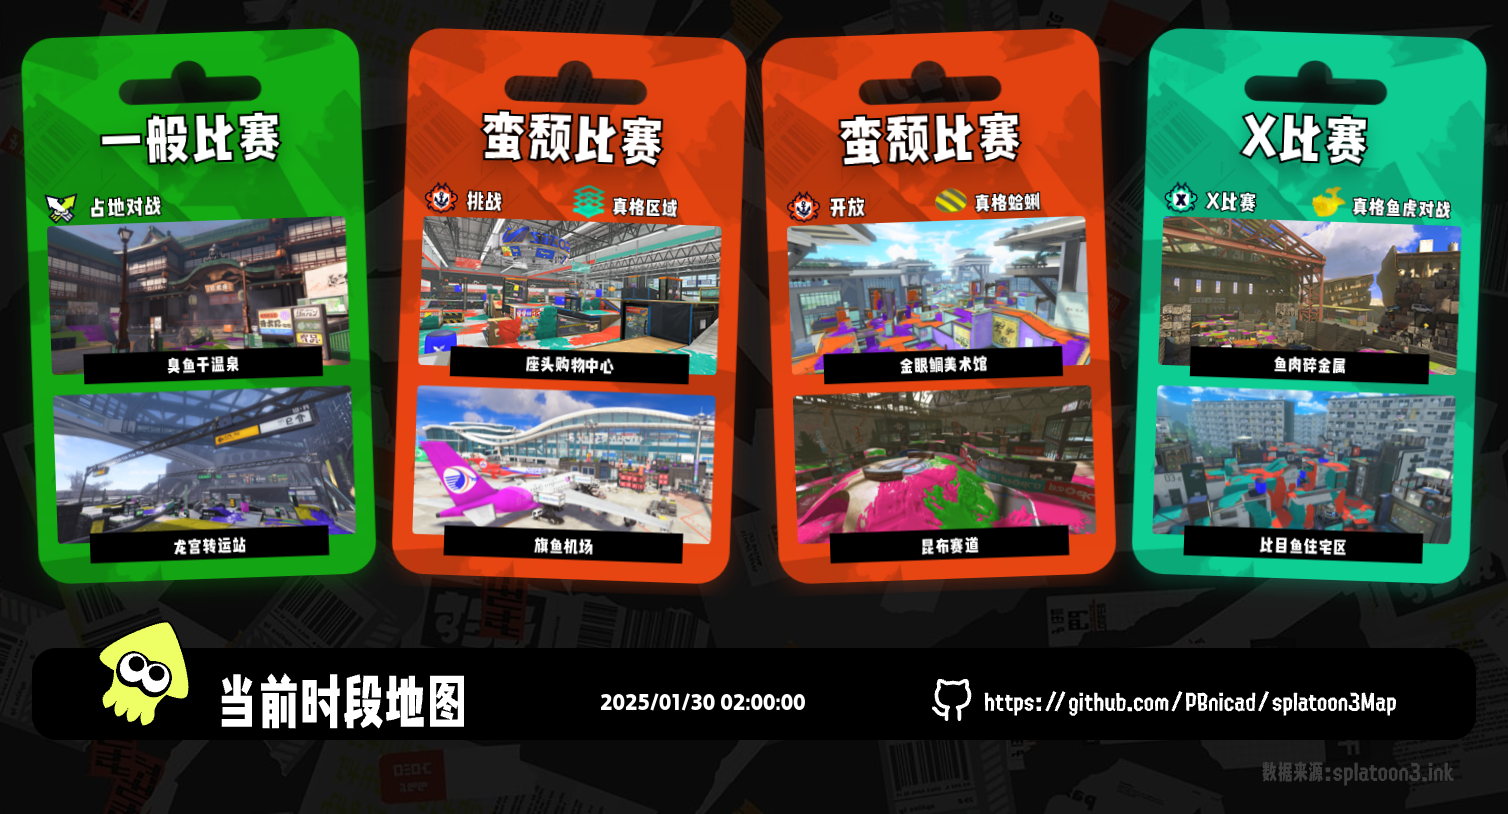 一般比赛
占地对战
臭鱼干温泉
龙宫转运站
蛮颓比赛
挑战
真格区域
座头购物中心
旗鱼机场
蛮颓比赛
开放
真格蛤蜊
金眼鲷美术馆
昆布赛道
X比赛
X比赛
真格鱼虎对战
鱼肉碎金属
比目鱼住宅区
当前时段地图
2025/01/30 02:00:00
https://github.com/PBnicad/splatoon3Map
数据来源:splatoon3.ink